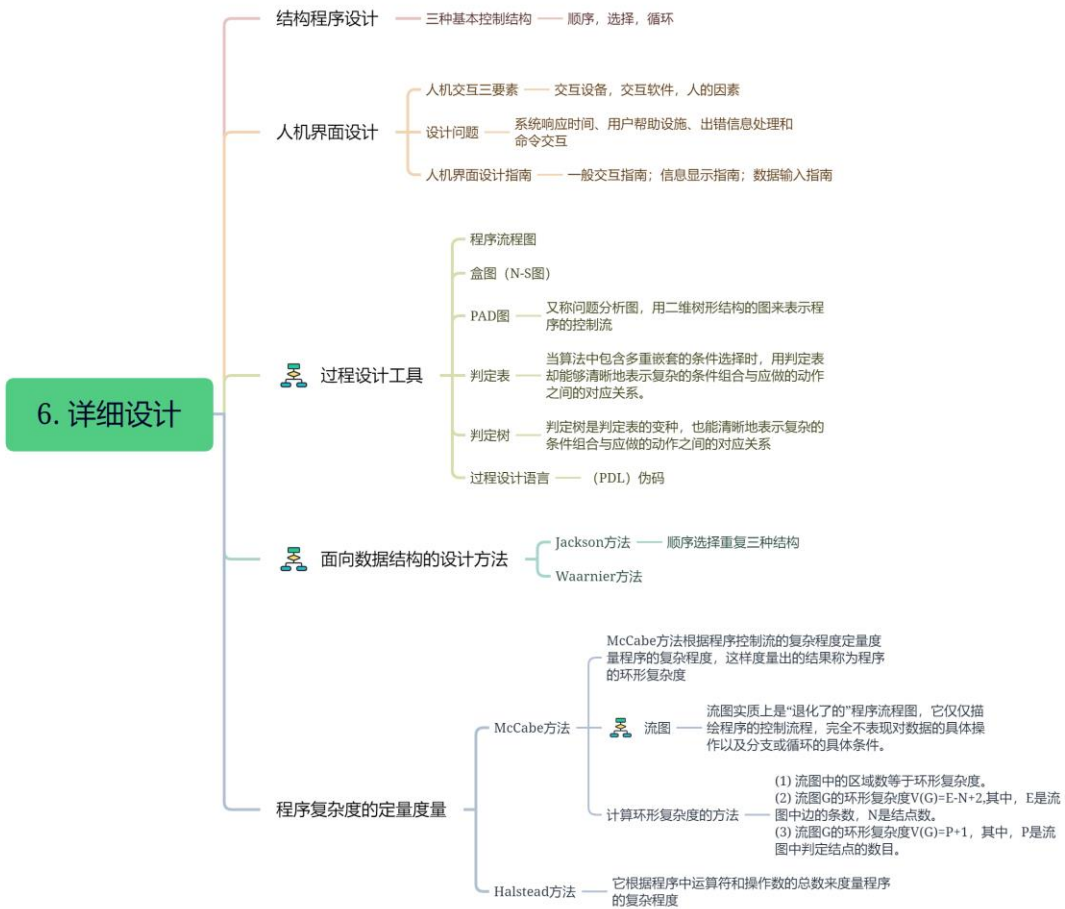 6. 详细设计
结构程序设计
三种基本控制结构
顺序，选择，循环
人机界面设计
人机交互三要素
交互设备，交互软件，人的因素
设计问题
系统响应时间、用户帮助设施、出错信息处理和
命令交互
人机界面设计指南
一般交互指南；信息显示指南；数据输入指南
过程设计工具
程序流程图
盒图（N-S图）
PAD图
又称问题分析图，用二维树形结构的图来表示程
序的控制流
判定表
当算法中包含多重嵌套的条件选择时，用判定表
却能够清晰地表示复杂的条件组合与应做的动作
之间的对应关系。
判定树
判定树是判定表的变种，也能清晰地表示复杂的
条件组合与应做的动作之间的对应关系
过程设计语言
（PDL）伪码
面向数据结构的设计方法
Jackson方法
顺序选择重复三种结构
Waarnier方法
程序复杂度的定量度量
McCabe方法
McCabe方法根据程序控制流的复杂程度定量度
量程序的复杂程度，这样度量出的结果称为程序
的环形复杂度
流图
流图实质上是“退化了的”程序流程图，它仅仅描
绘程序的控制流程，完全不表现对数据的具体操
作以及分支或循环的具体条件。
计算环形复杂度的方法
(1) 流图中的区域数等于环形复杂度。
(2) 流图G的环形复杂度V(G)=E-N+2,其中，E是流
图中边的条数，N是结点数。
(3) 流图G的环形复杂度V(G)=P+1，其中，P是流
图中判定结点的数目。
Halstead方法
它根据程序中运算符和操作数的总数来度量程序
的复杂程度